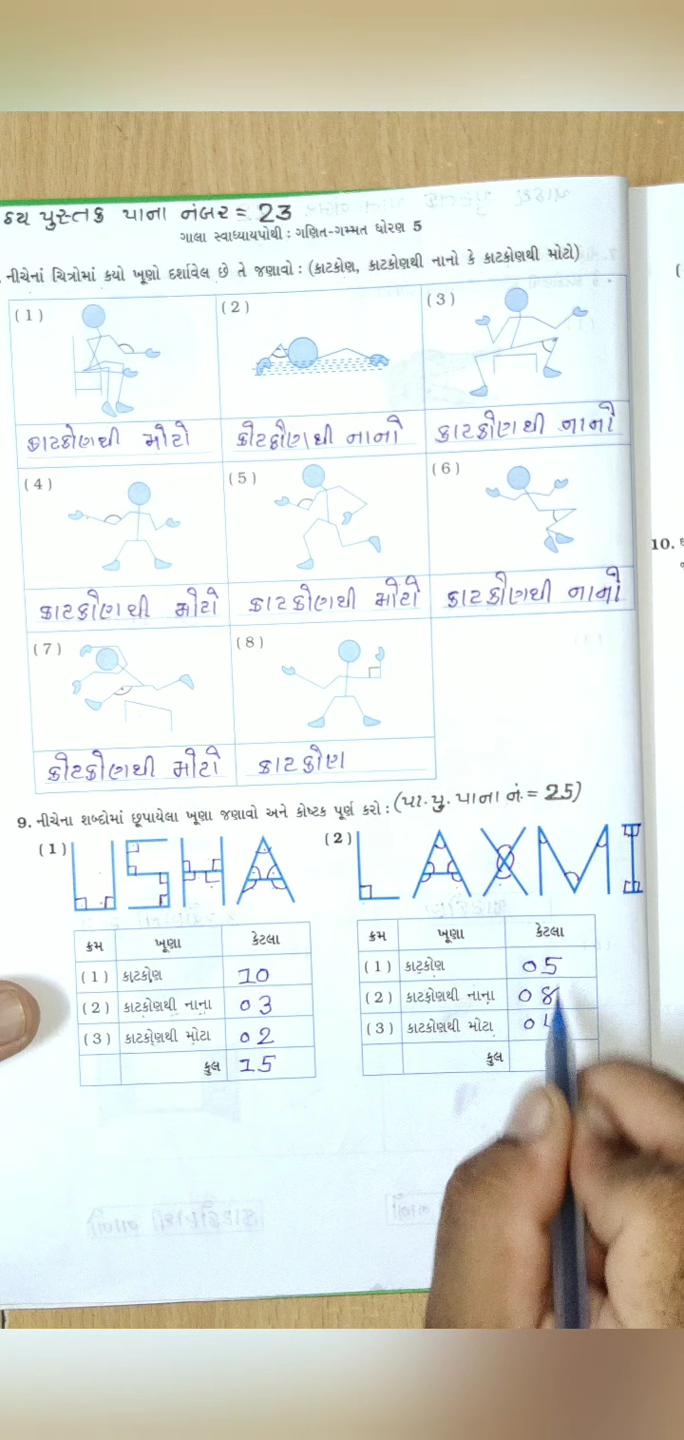 પુસ્તક પાના નંબર = 23
ગાલા સ્વાધ્યાયપોથી : ગણિત-ગમ્મત ધોરણ 5
નીચેનાં ચિત્રોમાં કયો ખૂણો દર્શાવેલ છે તે જણાવો : (કાટકોણ, કાટકોણથી નાનો કે કાટકોણથી મોટો)
(1) (2) (3)
કાટકોણથી મોટો કાટકોણથી નાનો કાટકોણથી નાનો
(4) (5) (6)
કાટકોણથી મોટો કાટકોણથી મોટો કાટકોણથી નાનો
(7) (8)
કાટકોણથી મોટો કાટકોણ
10.
9. નીચેના શબ્દોમાં છૂપાયેલા ખૂણા જણાવો અને કોષ્ટક પૂર્ણ કરો : (પા. પુ. પાના નં. = 25)
(1) USHA (2) LAXMI
ક્રમ ખૂણા કેટલા
(1) કાટકોણ 10
(2) કાટકોણથી નાના 03
(3) કાટકોણથી મોટા 02
કુલ 15
ક્રમ ખૂણા કેટલા
(1) કાટકોણ 05
(2) કાટકોણથી નાના 08
(3) કાટકોણથી મોટા
કુલ